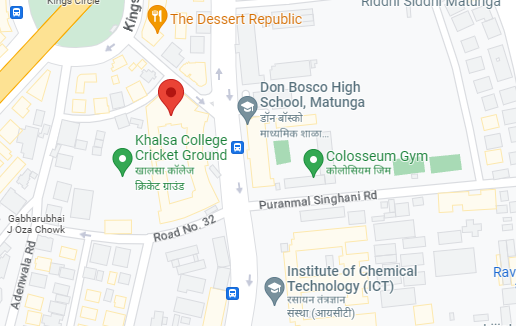 Kings Circle
Riddhi Siddhi Matunga
The Dessert Republic
Kings
Don Bosco High
School, Matunga
डॉन बॉस्को
माध्यमिक शाळा...
Khalsa College
Cricket Ground
खालसा कॉलेज
क्रिकेट ग्राउंड
Colosseum Gym
कोलोसियम जिम
Puranmal Singhani Rd
Gabharubhai
J Oza Chowk
Road No. 32
Adenwala Rd
Institute of Chemical
Technology (ICT)
रसायन तंत्रज्ञान
संस्था (आयसीटी)
Rav